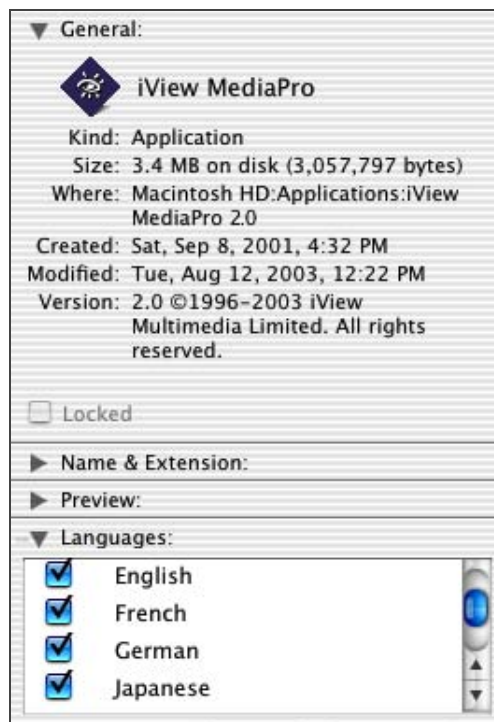 General:
iView MediaPro
Kind: Application
Size: 3.4 MB on disk (3,057,797 bytes)
Where: Macintosh HD:Applications:iView
MediaPro 2.0
Created: Sat, Sep 8, 2001, 4:32 PM
Modified: Tue, Aug 12, 2003, 12:22 PM
Version: 2.0 ©1996-2003 iView
Multimedia Limited. All rights
reserved.
Locked
Name & Extension:
Preview:
Languages:
English
French
German
Japanese